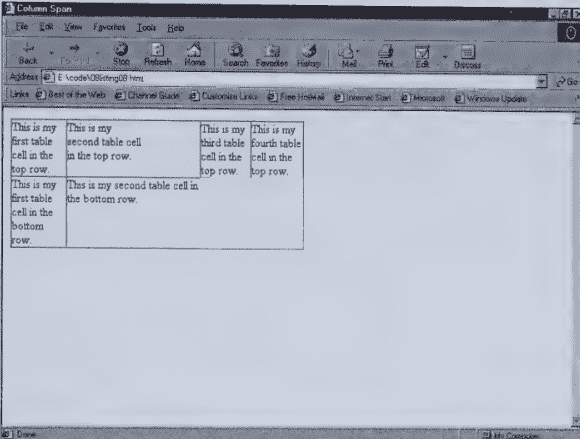 Column Span
File Edit View Favorites Tools Help
Back Stop Refresh Home Search Favorites History Mail Print Edit Discuss
Address E:\code\09listing08.html Go
Links Best of the Web Channel Guide Customize Links Free HotMail Internet Start Microsoft Windows Update
This is my
first table
cell in the
top row.
This is my
second table cell
in the top row.
This is my
third table
cell in the
top row.
This is my
fourth table
cell in the
top row.
This is my
first table
cell in the
bottom
row.
This is my second table cell in
the bottom row.
Done My Computer